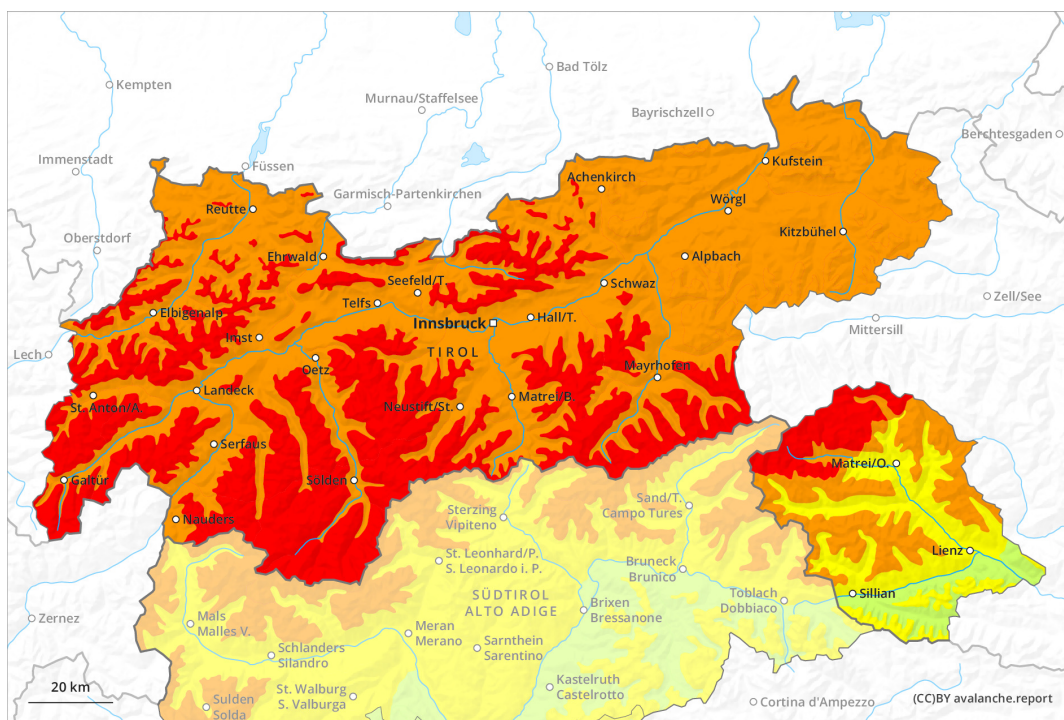 Kempten
Bad Tölz
Murnau/Staffelsee
Bayrischzell
Berchtesgaden
Immenstadt
Füssen
Kufstein
Achenkirch
Garmisch-Partenkirchen
Wörgl
Reutte
Kitzbühel
Oberstdorf
Ehrwald
Alpbach
Seefeld/T.
Schwaz
Zell/See
Telfs
Elbigenalp
Hall/T.
Innsbruck
Mittersill
Imst
TIROL
Lech
Oetz
Mayrhofen
Landeck
Matrei/B.
St. Anton/A.
Neustift/St.
Serfaus
Matrei/O.
Galtür
Sölden
Sand/T.
Campo Tures
Sterzing
Vipiteno
Nauders
St. Leonhard/P.
S. Leonardo i. P.
Lienz
Bruneck
Brunico
SÜDTIROL
ALTO ADIGE
Sillian
Toblach
Dobbiaco
Brixen
Bressanone
Zernez
Mals
Malles V.
Meran
Merano
Sarnthein
Sarentino
Schlanders
Silandro
Kastelruth
Castelrotto
20 km
St. Walburg
S. Valburga
Sulden
Solda
Cortina d'Ampezzo
(CC)BY avalanche.report